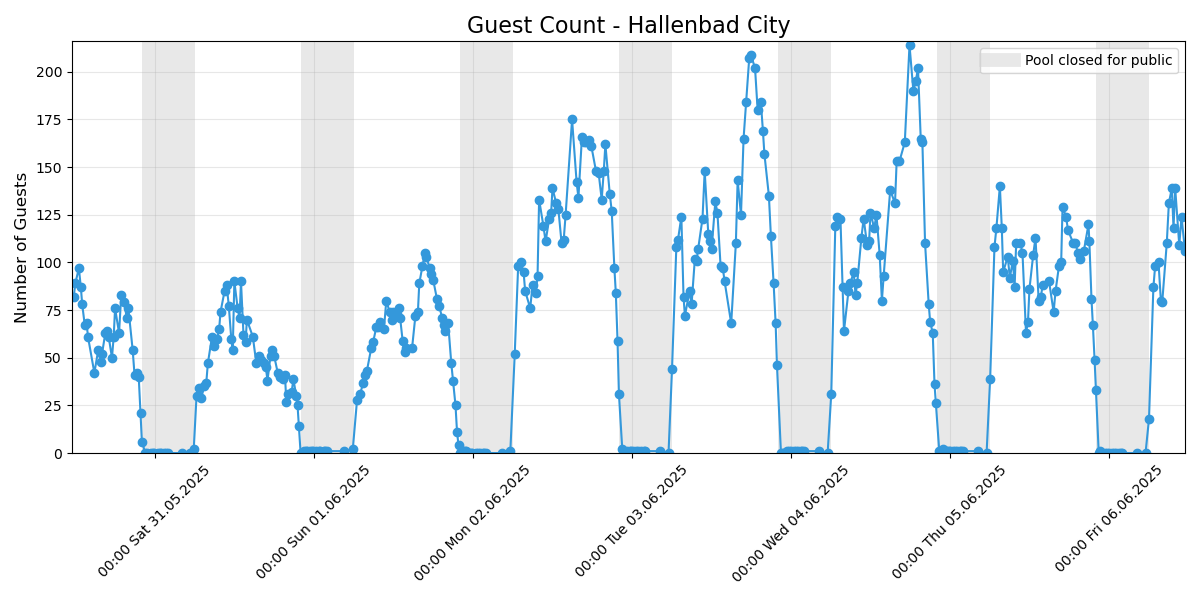 Guest Count - Hallenbad City
Pool closed for public
Number of Guests
200
175
150
125
100
75
50
25
0
00:00 Sat 31.05.2025
00:00 Sun 01.06.2025
00:00 Mon 02.06.2025
00:00 Tue 03.06.2025
00:00 Wed 04.06.2025
00:00 Thu 05.06.2025
00:00 Fri 06.06.2025